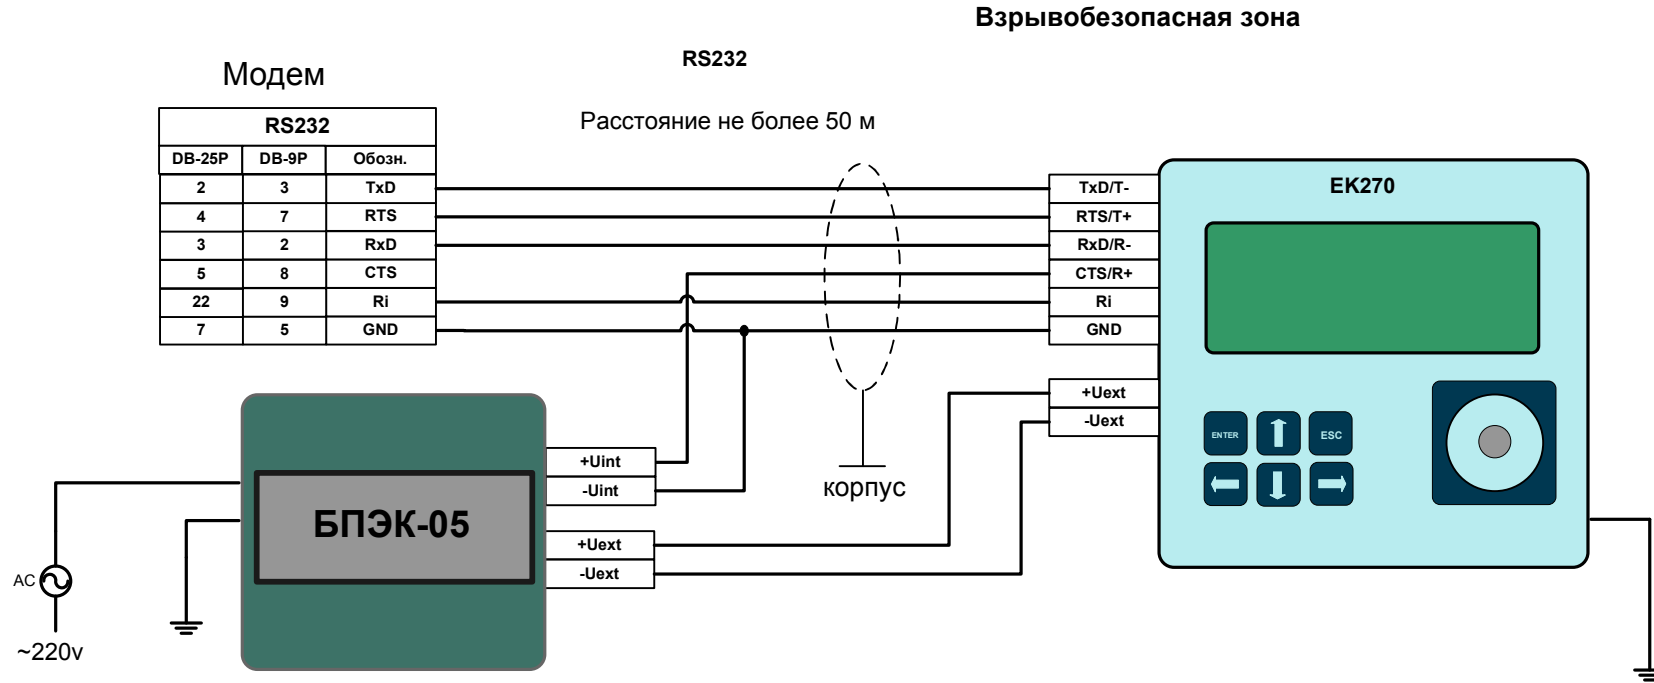 Взрывобезопасная зона
RS232
Модем
Расстояние не более 50 м
RS232
DB-25P DB-9P Обозн.
2 3 TxD
4 7 RTS
3 2 RxD
5 8 CTS
22 9 Ri
7 5 GND
TxD/T-
RTS/T+
RxD/R-
CTS/R+
Ri
GND
+Uext
-Uext
EK270
ENTER
ESC
+Uint
-Uint
+Uext
-Uext
корпус
БПЭК-05
AC
~220v